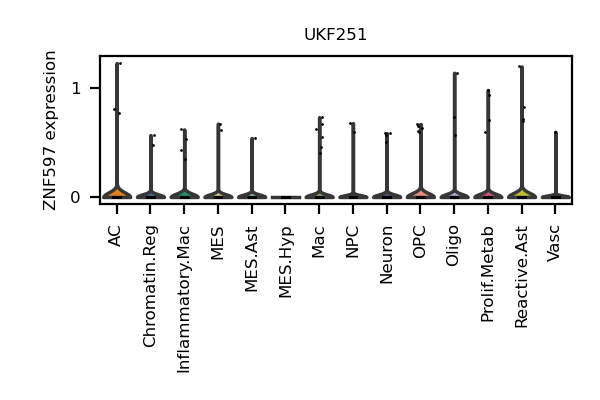 UKF251
ZNF597 expression
1
0
AC
Chromatin.Reg
Inflammatory.Mac
MES
MES.Ast
MES.Hyp
Mac
NPC
Neuron
OPC
Oligo
Prolif.Metab
Reactive.Ast
Vasc